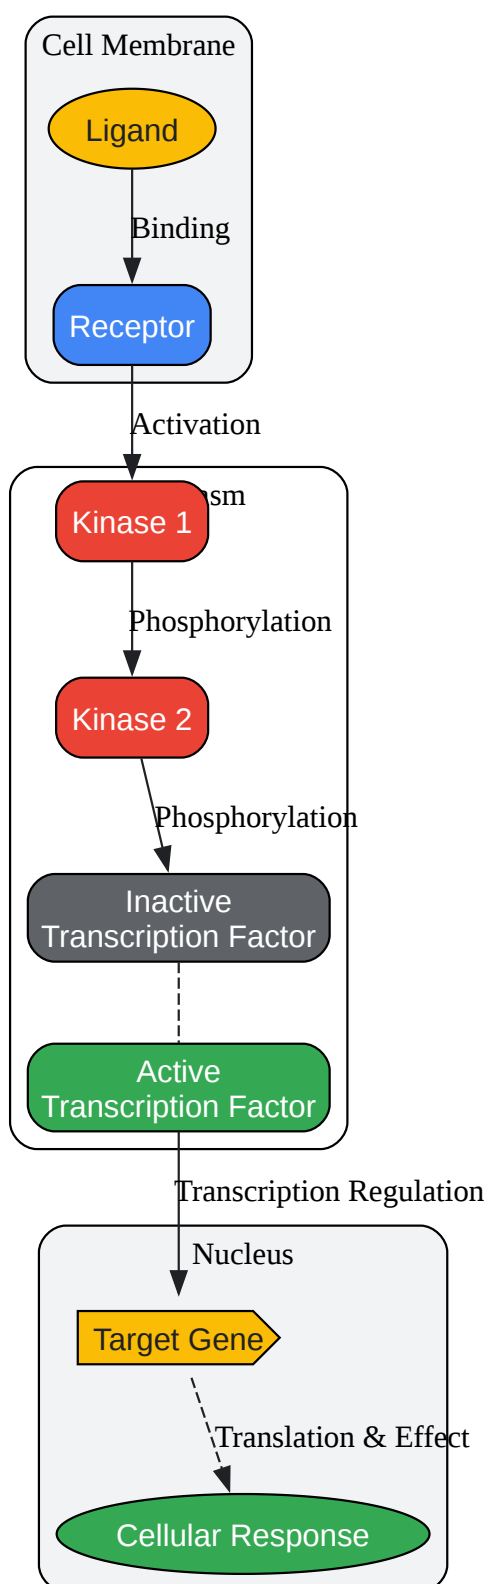 Cell Membrane
Ligand
Binding
Receptor
Activation
Kinase 1
Phosphorylation
Kinase 2
Phosphorylation
Inactive
Transcription Factor
Active
Transcription Factor
Transcription Regulation
Nucleus
Target Gene
Translation & Effect
Cellular Response